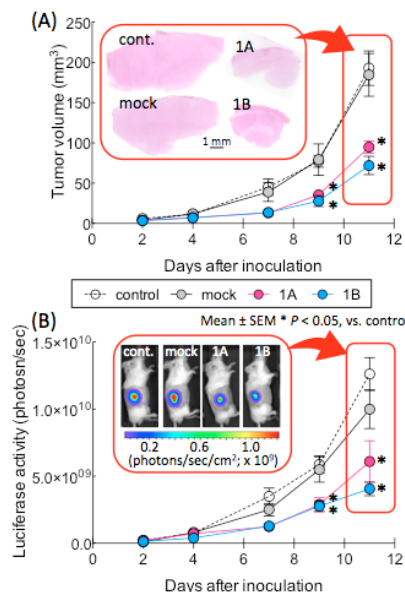 (A)
Tumor volume (mm³)
250
200
150
100
50
0
cont.
1A
mock
1B
1 mm
*
*
*
*
0 2 4 6 8 10 12
Days after inoculation
control mock 1A 1B
Mean ± SEM * P < 0.05, vs. contro
(B)
Luciferase activity (photosn/sec)
1.5×10¹⁰
1.0×10¹⁰
5.0×10⁰⁹
0
cont. mock 1A 1B
0.2 0.6 1.0
(photons/sec/cm²; x 10⁹)
*
*
*
*
0 2 4 6 8 10 12
Days after inoculation